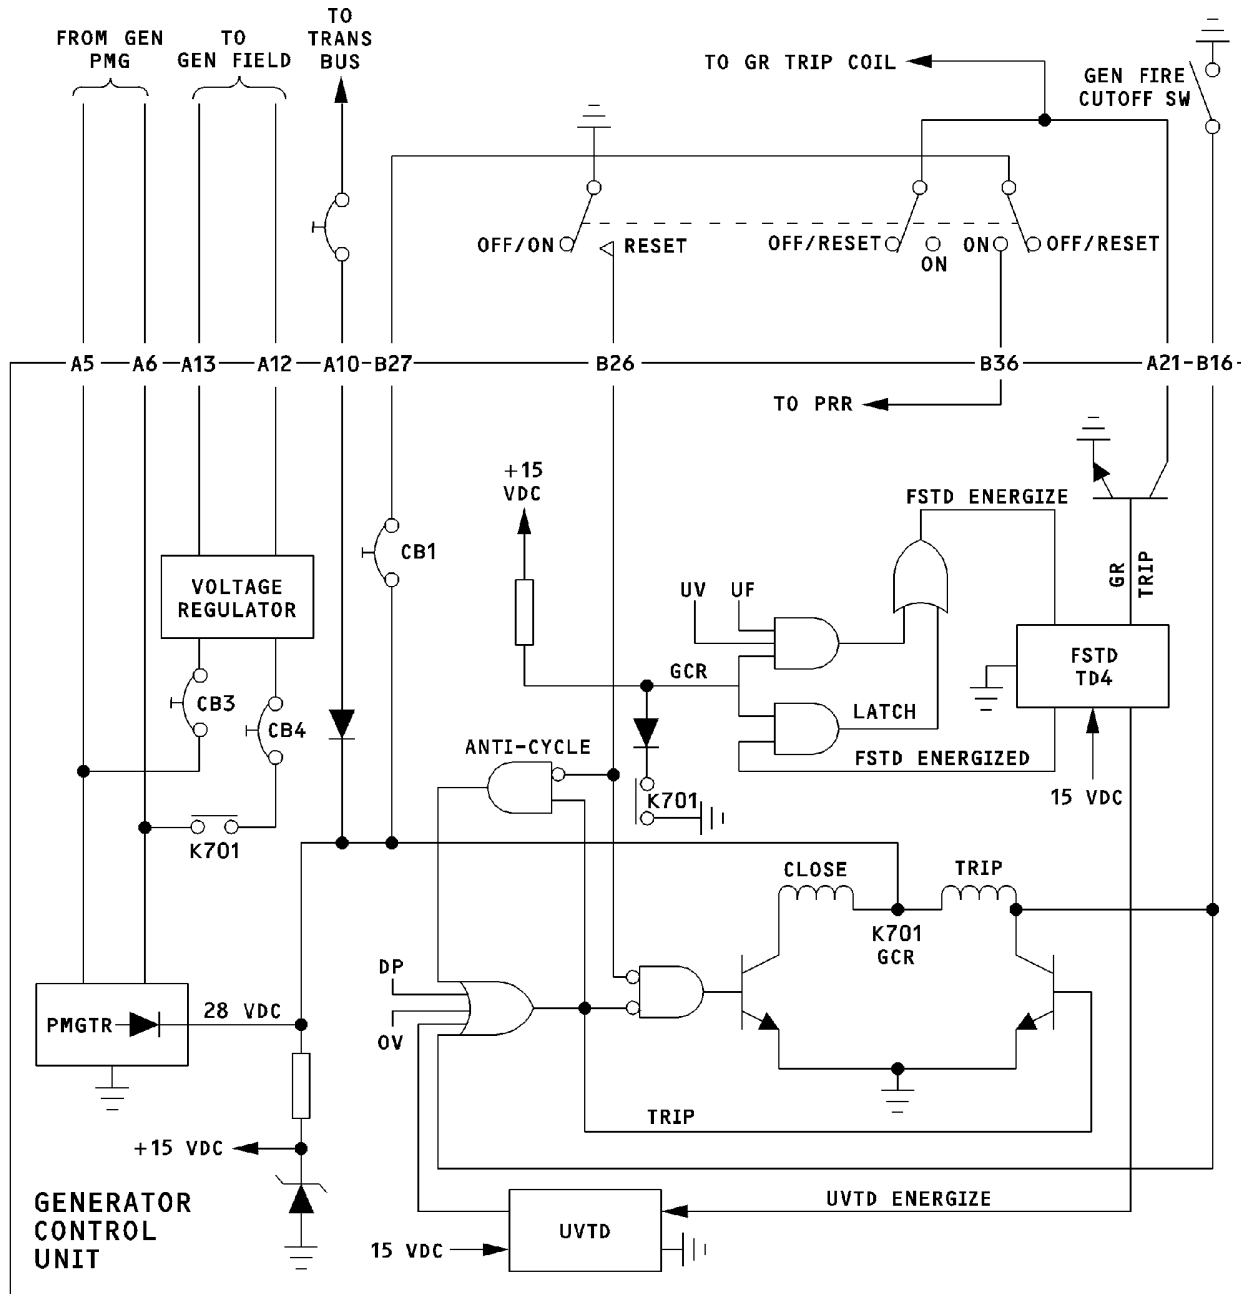 TO
TRANS
BUS
FROM GEN
PMG
TO
GEN FIELD
TO GR TRIP COIL
GEN FIRE
CUTOFF SW
OFF/ON
RESET
OFF/RESET
ON
ON
OFF/RESET
A5
A6
A13
A12
A10
B27
B26
B36
A21
B16
TO PRR
+15
VDC
FSTD ENERGIZE
CB1
GR
TRIP
VOLTAGE
REGULATOR
UV
UF
GCR
FSTD
TD4
CB3
CB4
LATCH
ANTI-CYCLE
FSTD ENERGIZED
K701
15 VDC
K701
CLOSE
TRIP
K701
GCR
DP
OV
PMGTR
28 VDC
TRIP
+15 VDC
UVTD ENERGIZE
GENERATOR
CONTROL
UNIT
UVTD
15 VDC